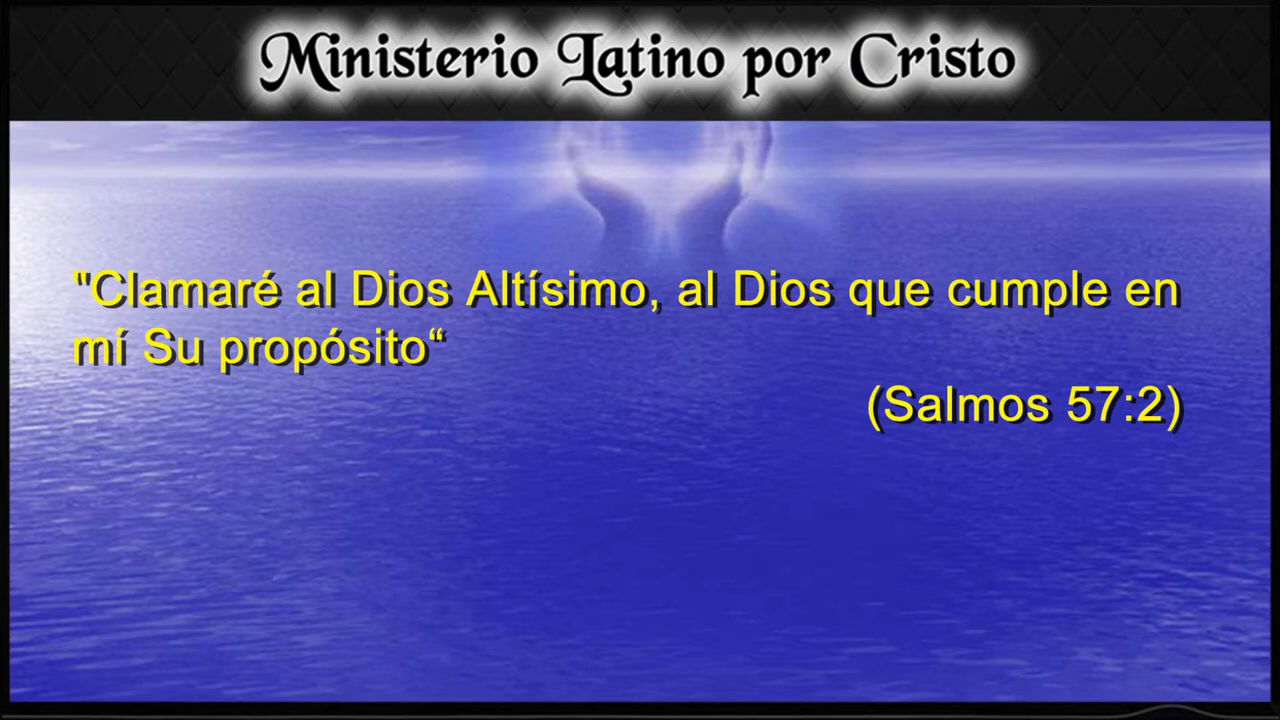 Ministerio Latino por Cristo
"Clamaré al Dios Altísimo, al Dios que cumple en
mí Su propósito“
(Salmos 57:2)